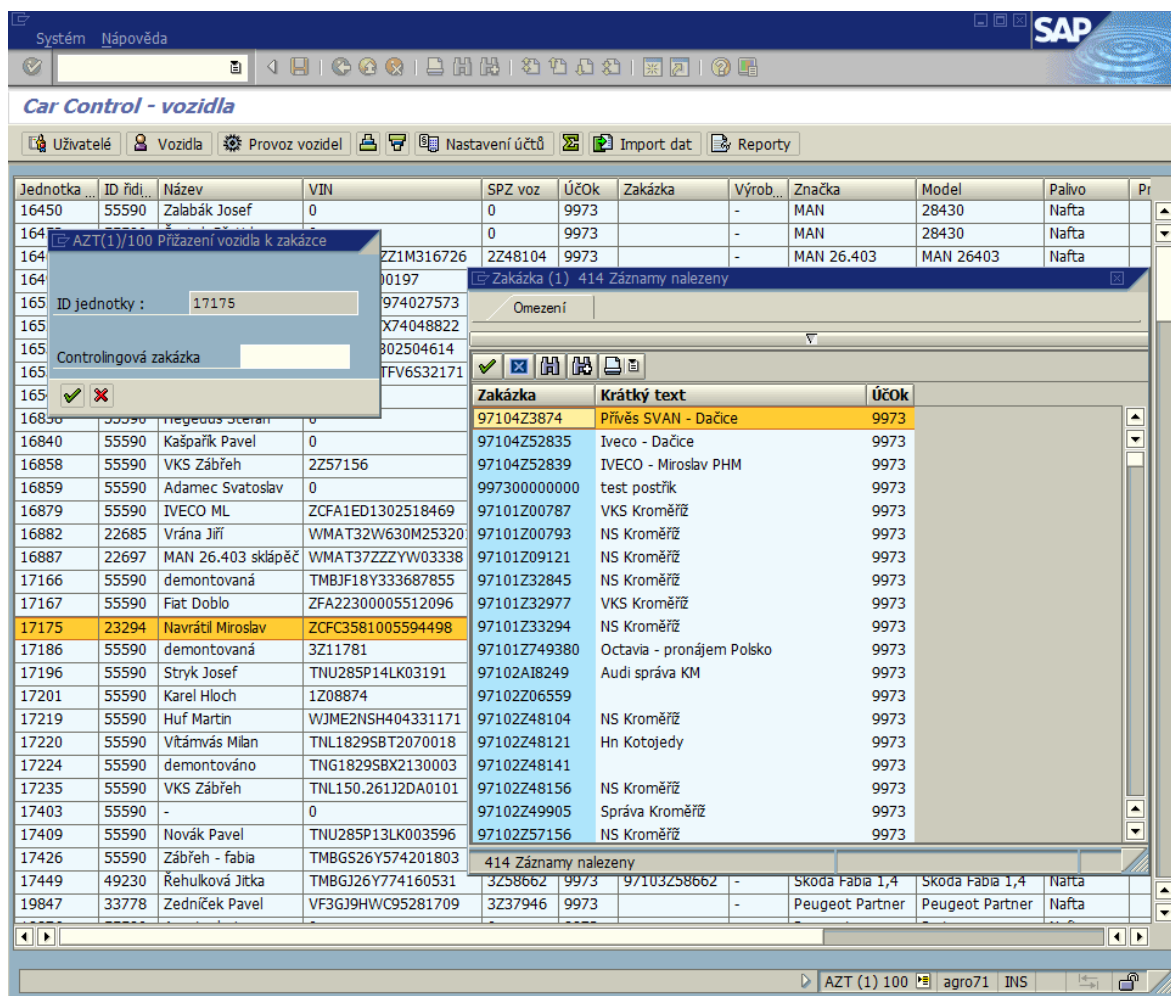 Systém Nápověda
SAP
Car Control - vozidla
Uživatelé Vozidla Provoz vozidel Nastavení účtů Import dat Reporty
Jednotka ... ID řidi... Název VIN SPZ voz ÚčOk Zakázka Výrob... Značka Model Palivo
16450 55590 Zalabák Josef 0 0 9973 - MAN 28430 Nafta
0 9973 - MAN 28430 Nafta
AZT(1)/100 Přižazení vozidla k zakázce
ZZ1M316726 2Z48104 9973 - MAN 26.403 MAN 26403 Nafta
ID jednotky : 17175
Controlingová zakázka
Zakázka (1) 414 Záznamy nalezeny
Omezení
Zakázka Krátký text ÚčOk
97104Z3874 Přívěs SVAN - Dačice 9973
97104Z52835 Iveco - Dačice 9973
97104Z52839 IVECO - Miroslav PHM 9973
997300000000 test postřik 9973
97101Z00787 VKS Kroměříž 9973
97101Z00793 NS Kroměříž 9973
97101Z09121 NS Kroměříž 9973
97101Z32845 NS Kroměříž 9973
97101Z32977 VKS Kroměříž 9973
97101Z33294 NS Kroměříž 9973
97101Z749380 Octavia - pronájem Polsko 9973
97102AI8249 Audi správa KM 9973
97102Z06559 9973
97102Z48104 NS Kroměříž 9973
97102Z48121 Hn Kotojedy 9973
97102Z48141 9973
97102Z48156 NS Kroměříž 9973
97102Z49905 Správa Kroměříž 9973
97102Z57156 NS Kroměříž 9973
414 Záznamy nalezeny
974027573
X74048822
302504614
TFV6S32171
16840 55590 Kašpařík Pavel 0
16858 55590 VKS Zábřeh 2Z57156
16859 55590 Adamec Svatoslav 0
16879 55590 IVECO ML ZCFA1ED1302518469
16882 22685 Vrána Jiří WMAT32W630M25320
16887 22697 MAN 26.403 sklápěč WMAT37ZZZYW03338
17166 55590 demontovaná TMBJF18Y333687855
17167 55590 Fiat Doblo ZFA22300005512096
17175 23294 Navrátil Miroslav ZCFC3581005594498
17186 55590 demontovaná 3Z11781
17196 55590 Stryk Josef TNU285P14LK03191
17201 55590 Karel Hloch 1Z08874
17219 55590 Huf Martin WJME2NSH404331171
17220 55590 Vítámvás Milan TNL1829SBT2070018
17224 55590 demontováno TNG1829SBX2130003
17235 55590 VKS Zábřeh TNL150.261J2DA0101
17403 55590 - 0
17409 55590 Novák Pavel TNU285P13LK003596
17426 55590 Zábřeh - fabia TMBGS26Y574201803
17449 49230 Řehulková Jitka TMBGJ26Y774160531 3Z58662 9973 97103Z58662 - Škoda Fabia 1,4 Škoda Fabia 1,4 Nafta
19847 33778 Zedníček Pavel VF3GJ9HWC95281709 3Z37946 9973 - Peugeot Partner Peugeot Partner Nafta
AZT (1) 100 agro71 INS